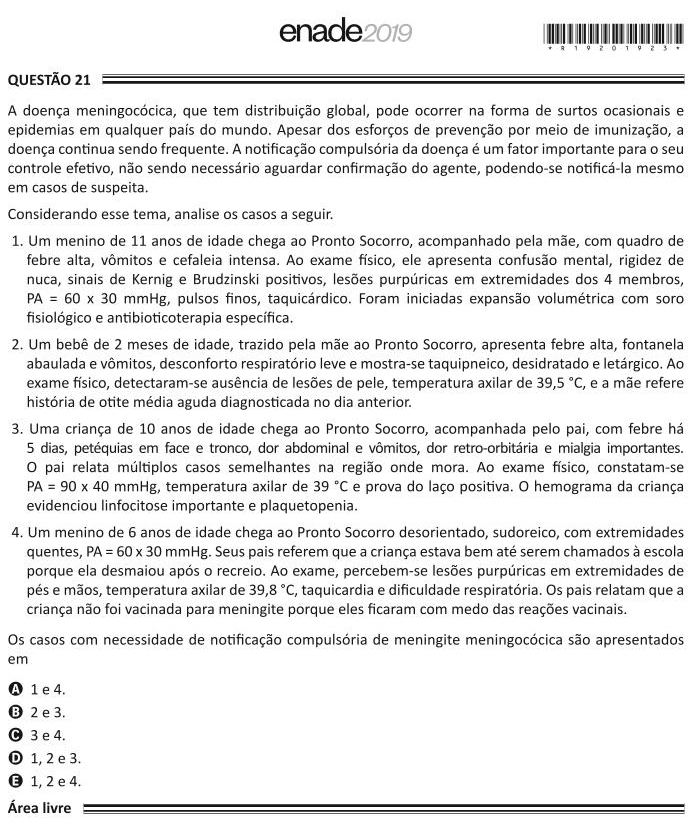 enade2019
*R19201923*
QUESTÃO 21
A doença meningocócica, que tem distribuição global, pode ocorrer na forma de surtos ocasionais e
epidemias em qualquer país do mundo. Apesar dos esforços de prevenção por meio de imunização, a
doença continua sendo frequente. A notificação compulsória da doença é um fator importante para o seu
controle efetivo, não sendo necessário aguardar confirmação do agente, podendo-se notificá-la mesmo
em casos de suspeita.
Considerando esse tema, analise os casos a seguir.
1. Um menino de 11 anos de idade chega ao Pronto Socorro, acompanhado pela mãe, com quadro de
febre alta, vômitos e cefaleia intensa. Ao exame físico, ele apresenta confusão mental, rigidez de
nuca, sinais de Kernig e Brudzinski positivos, lesões purpúricas em extremidades dos 4 membros,
PA = 60 x 30 mmHg, pulsos finos, taquicárdico. Foram iniciadas expansão volumétrica com soro
fisiológico e antibioticoterapia específica.
2. Um bebê de 2 meses de idade, trazido pela mãe ao Pronto Socorro, apresenta febre alta, fontanela
abaulada e vômitos, desconforto respiratório leve e mostra-se taquipneico, desidratado e letárgico. Ao
exame físico, detectaram-se ausência de lesões de pele, temperatura axilar de 39,5 °C, e a mãe refere
história de otite média aguda diagnosticada no dia anterior.
3. Uma criança de 10 anos de idade chega ao Pronto Socorro, acompanhada pelo pai, com febre há
5 dias, petéquias em face e tronco, dor abdominal e vômitos, dor retro-orbitária e mialgia importantes.
O pai relata múltiplos casos semelhantes na região onde mora. Ao exame físico, constatam-se
PA = 90 x 40 mmHg, temperatura axilar de 39 °C e prova do laço positiva. O hemograma da criança
evidenciou linfocitose importante e plaquetopenia.
4. Um menino de 6 anos de idade chega ao Pronto Socorro desorientado, sudoreico, com extremidades
quentes, PA = 60 x 30 mmHg. Seus pais referem que a criança estava bem até serem chamados à escola
porque ela desmaiou após o recreio. Ao exame, percebem-se lesões purpúricas em extremidades de
pés e mãos, temperatura axilar de 39,8 °C, taquicardia e dificuldade respiratória. Os pais relatam que a
criança não foi vacinada para meningite porque eles ficaram com medo das reações vacinais.
Os casos com necessidade de notificação compulsória de meningite meningocócica são apresentados
em
A 1 e 4.
B 2 e 3.
C 3 e 4.
D 1, 2 e 3.
E 1, 2 e 4.
Área livre